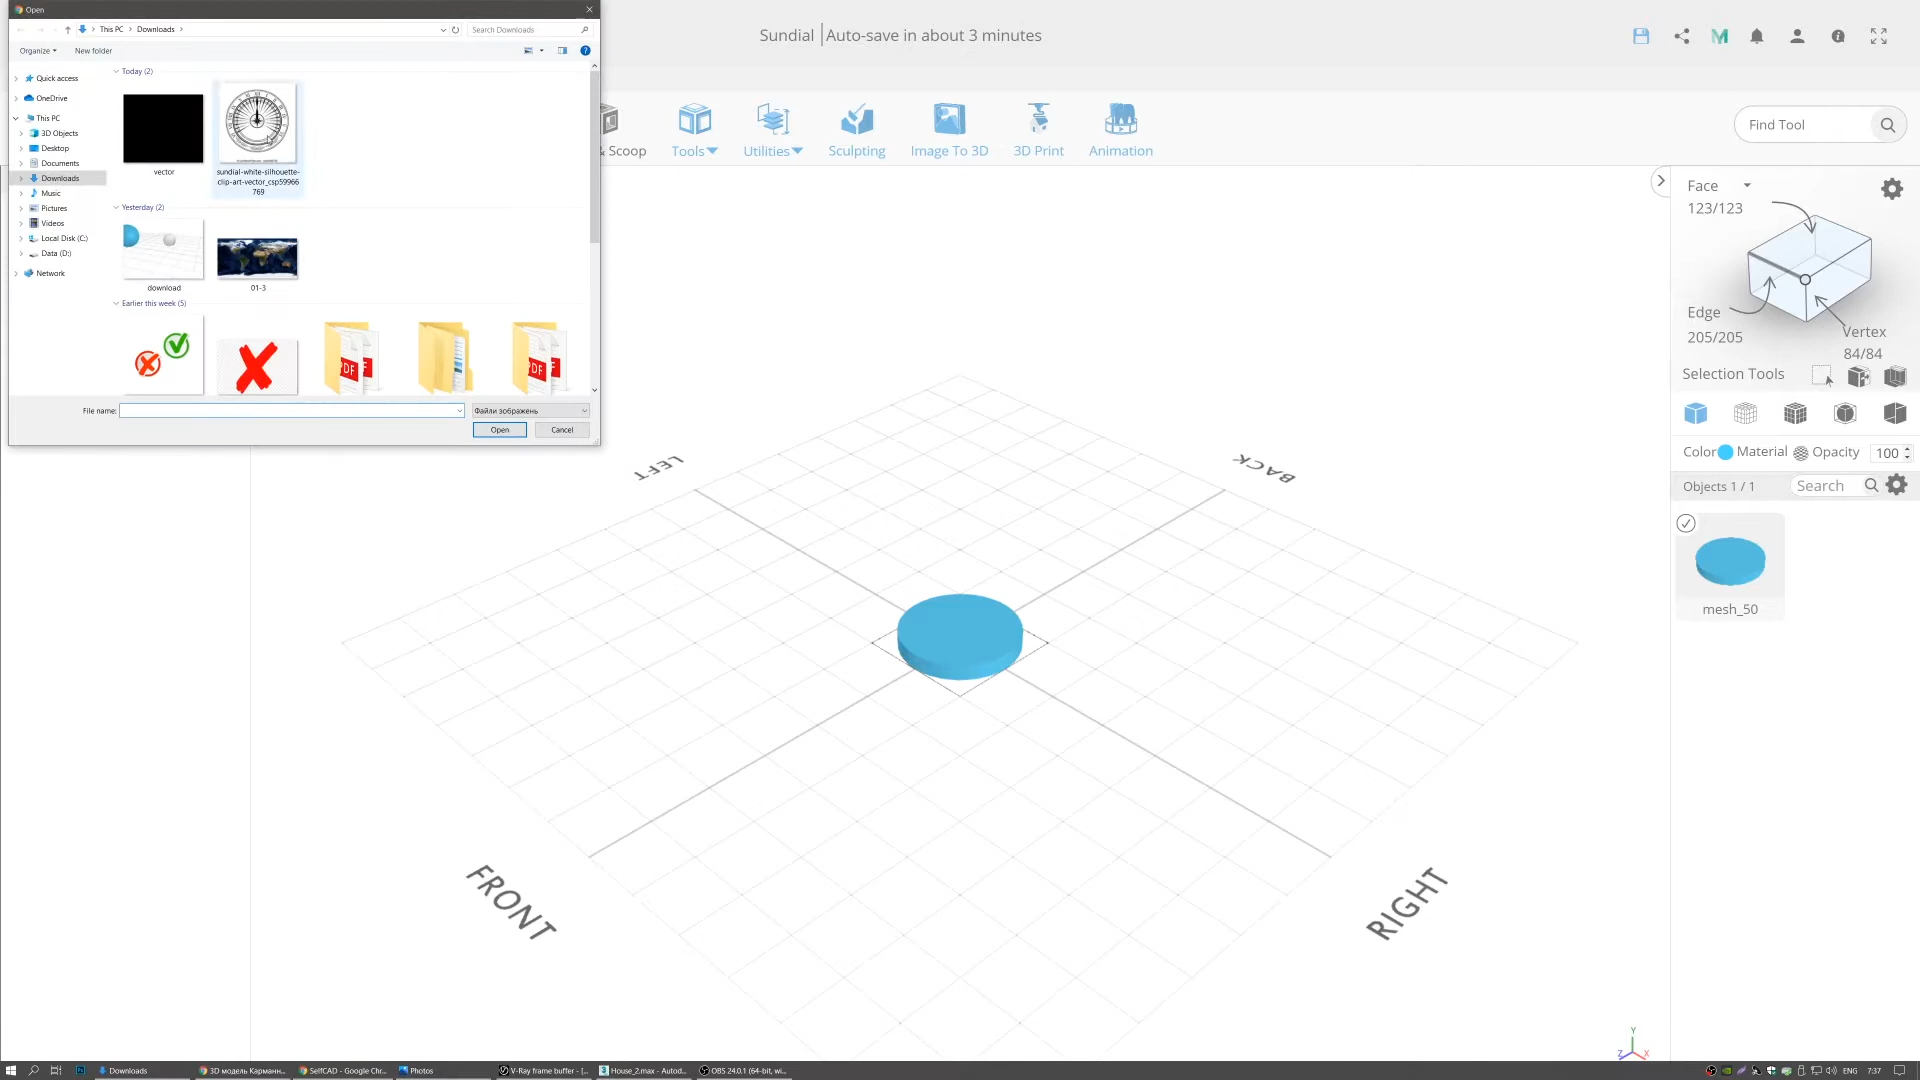 Open
This PC
Downloads
Search Downloads
Organize
New folder
Quick access
OneDrive
This PC
3D Objects
Desktop
Documents
Downloads
Music
Pictures
Videos
Local Disk (C:)
Data (D:)
Network
Today (2)
vector
sundial-white-silhouette-
clip-art-vector_csp59966
769
Yesterday (2)
download
01-3
Earlier this week (5)
PDF
PDF
File name:
Файли зображень
Open
Cancel
Sundial
Auto-save in about 3 minutes
& Scoop
Tools
Utilities
Sculpting
Image To 3D
3D Print
Animation
Find Tool
Face
123/123
Edge
205/205
Vertex
84/84
Selection Tools
Color
Material
Opacity
100
Objects 1 / 1
Search
mesh_50
LEFT
BACK
FRONT
RIGHT
Y
Z
X
Downloads
3D модель Карманн...
SelfCAD - Google Chr...
Photos
V-Ray frame buffer - [...
House_2.max - Autod...
OBS 24.0.1 (64-bit, wi...
ENG
7:37